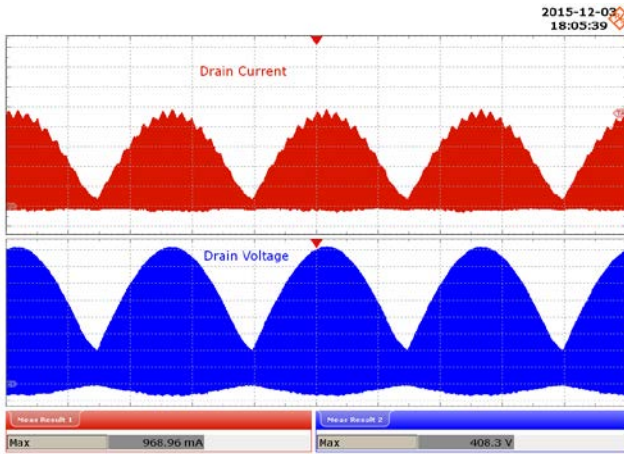 2015-12-03
18:05:39
Drain Current
Drain Voltage
Meas Result 1
Meas Result 2
Max 968.96 mA
Max 408.3 V